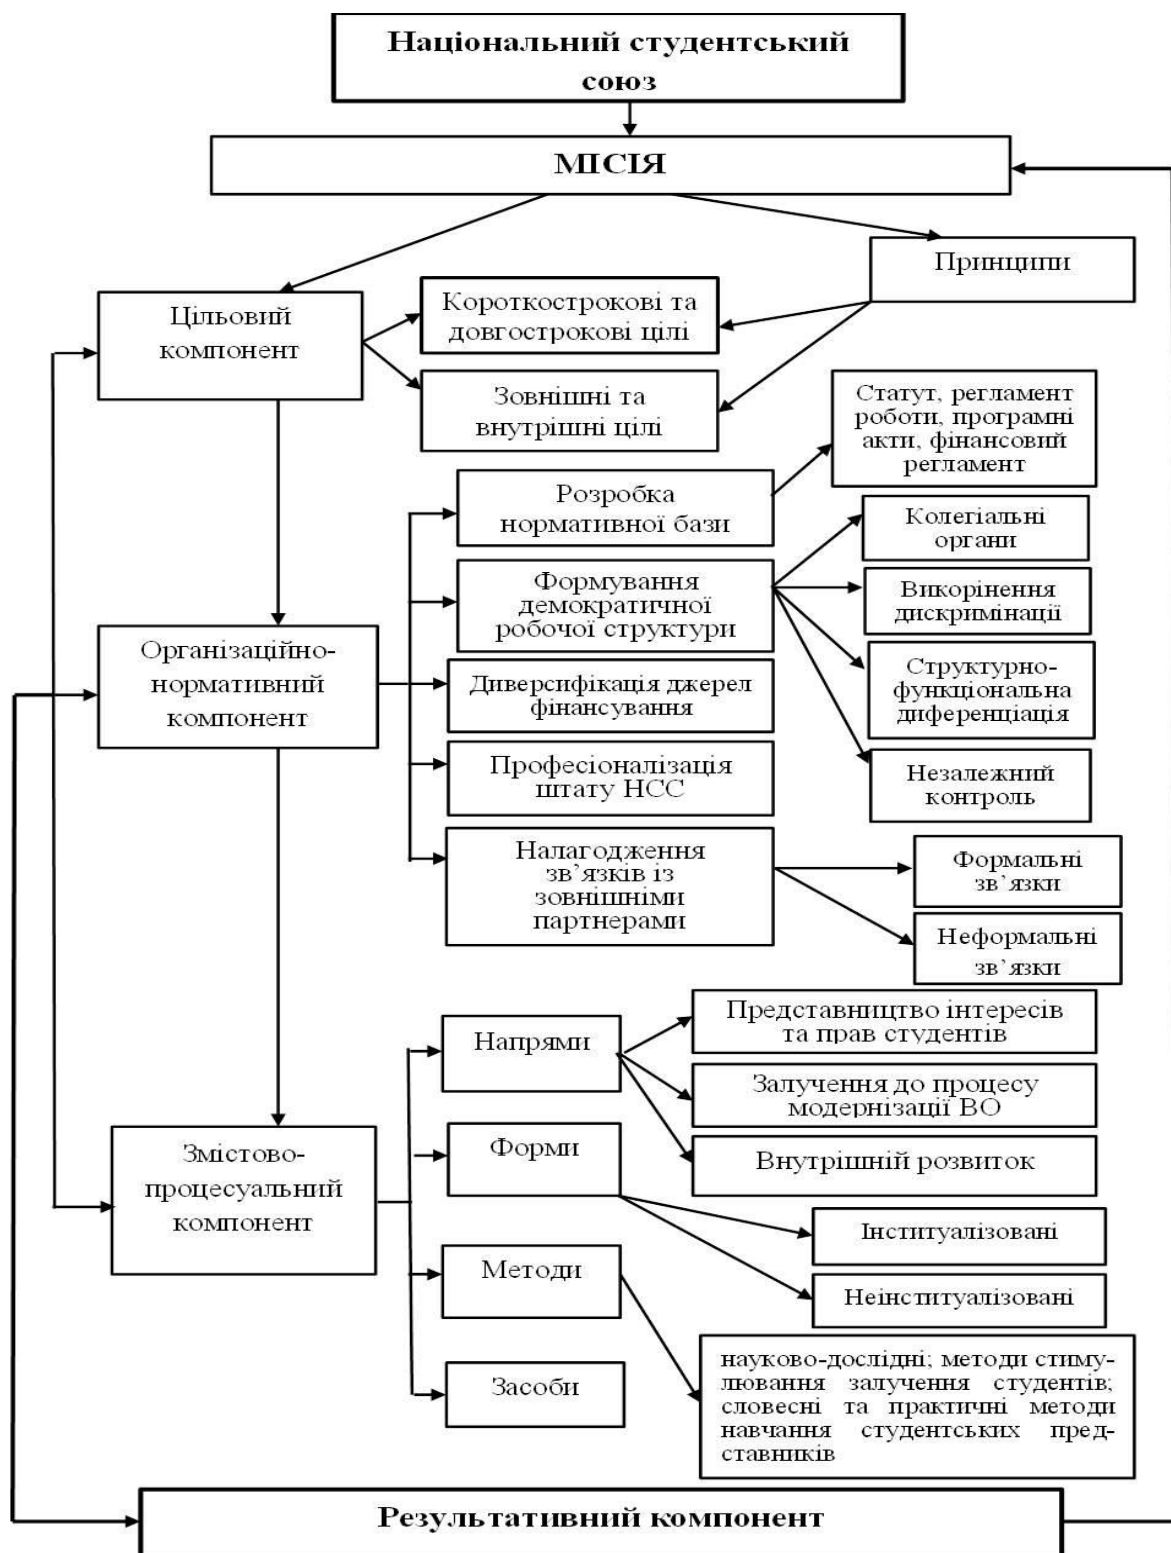 Національний студентський
союз
МІСІЯ
Принципи
Цільовий
компонент
Короткострокові та
довгострокові цілі
Зовнішні та
внутрішні цілі
Статут, регламент
роботи, програмні
акти, фінансовий
регламент
Розробка
нормативної бази
Колегіальні
органи
Формування
демократичної
робочої структури
Викорінення
дискримінації
Організаційно-
нормативний
компонент
Диверсифікація джерел
фінансування
Структурно-
функціональна
диференціація
Професіоналізація
штату НСС
Незалежний
контроль
Налагодження
зв’язків із
зовнішніми
партнерами
Формальні
зв’язки
Неформальні
зв’язки
Напрями
Представництво інтересів
та прав студентів
Залучення до процесу
модернізації ВО
Внутрішній розвиток
Змістово-
процесуальний
компонент
Форми
Інституалізовані
Неінституалізовані
Методи
науково-дослідні; методи стиму-
лювання залучення студентів;
словесні та практичні методи
навчання студентських пред-
ставників
Засоби
Результативний компонент